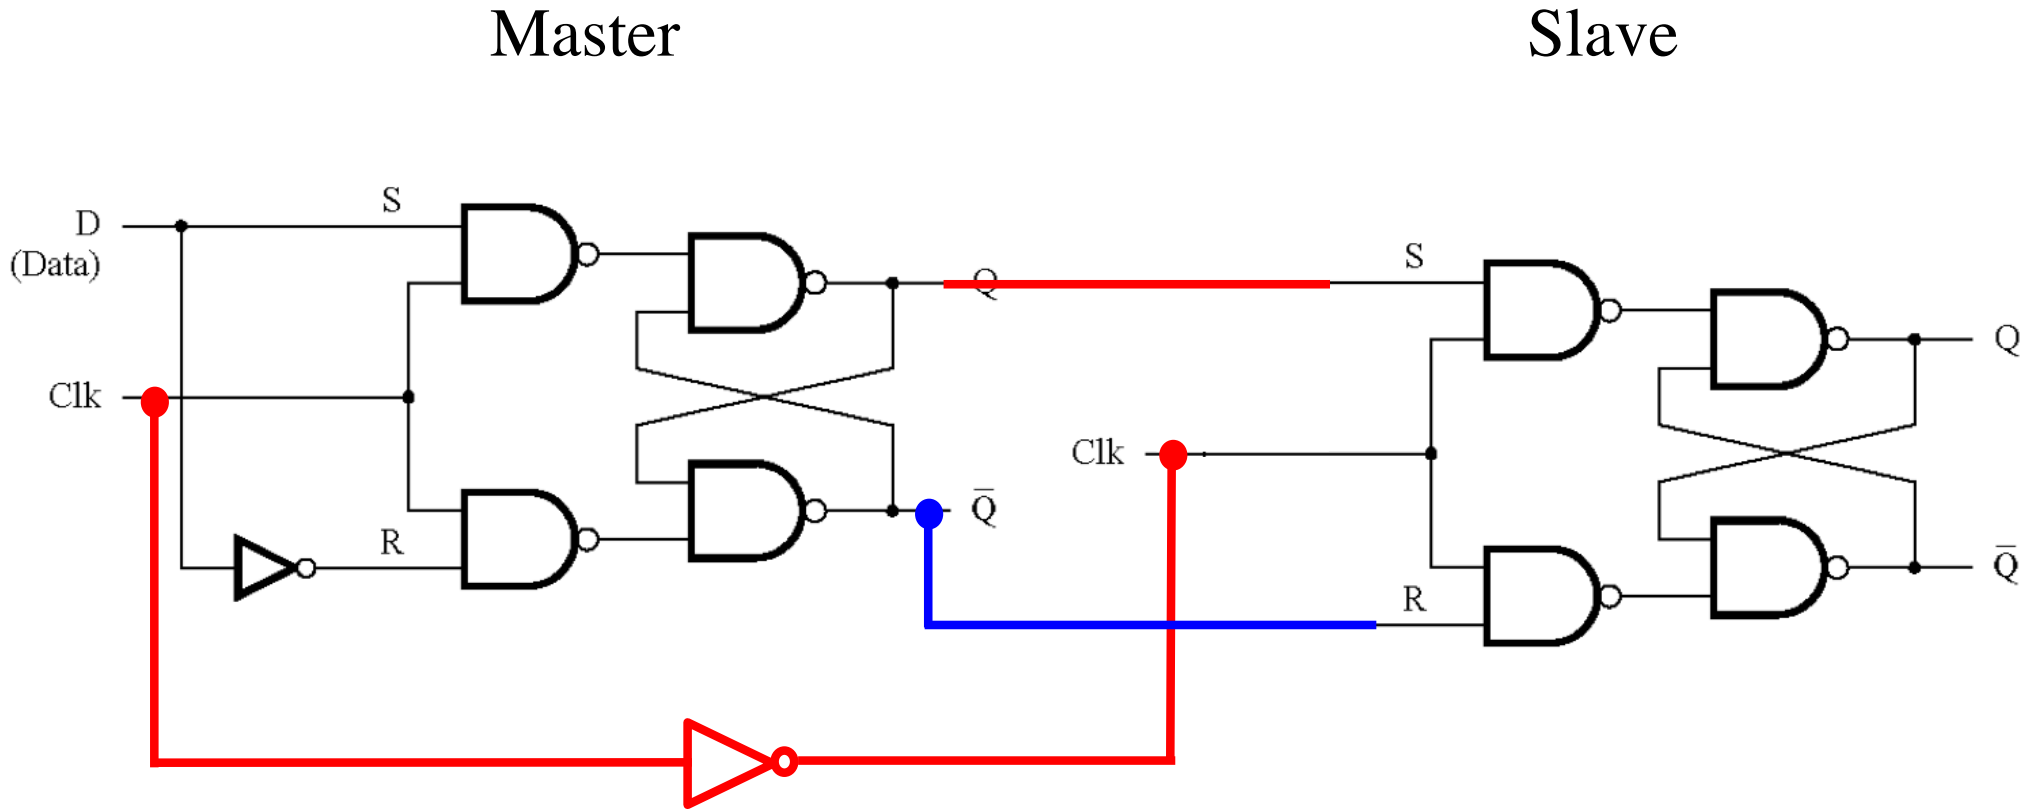 Master
Slave
S
D
(Data)
Clk
R
Q
Q̅
S
Clk
R
Q
Q̅